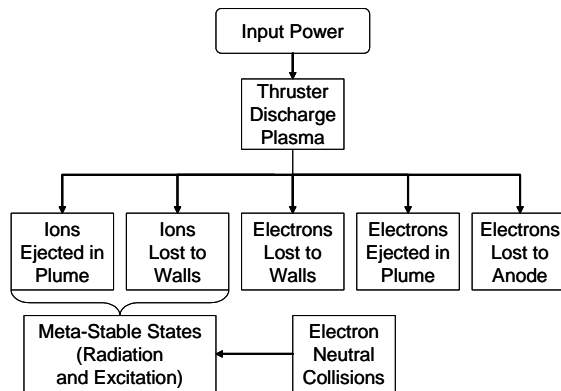 Input Power
Thruster
Discharge
Plasma
Ions
Ejected in
Plume
Ions
Lost to
Walls
Electrons
Lost to
Walls
Electrons
Ejected in
Plume
Electrons
Lost to
Anode
Meta-Stable States
(Radiation
and Excitation)
Electron
Neutral
Collisions